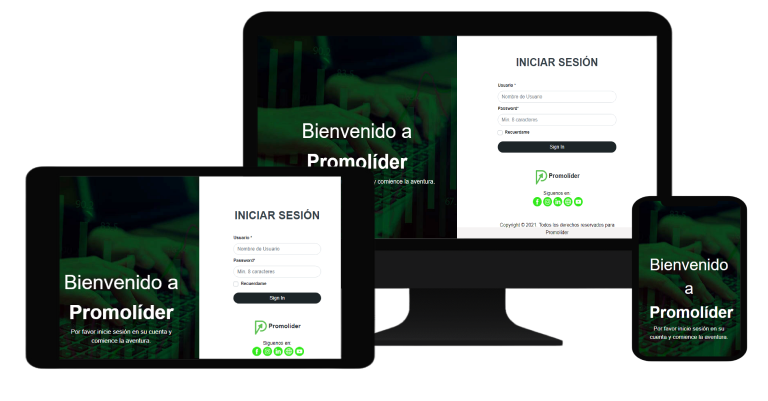 Bienvenido a
Promolíder
y comience la aventura.
INICIAR SESIÓN
Usuario *
Nombre de Usuario
Password*
Min. 8 caracteres
Recuerdame
Sign In
Promolider
Siguenos en
Copyright © 2021 Todos los derechos reservados para
Promolider
Bienvenido a
Promolíder
Por favor inicie sesión en su cuenta y
comience la aventura.
INICIAR SESIÓN
Usuario *
Nombre de Usuario
Password*
Min. 8 caracteres
Recuerdame
Sign In
Promolider
Siguenos en
Bienvenido
a
Promolíder
Por favor inicie sesión en su
cuenta y comience la aventura.